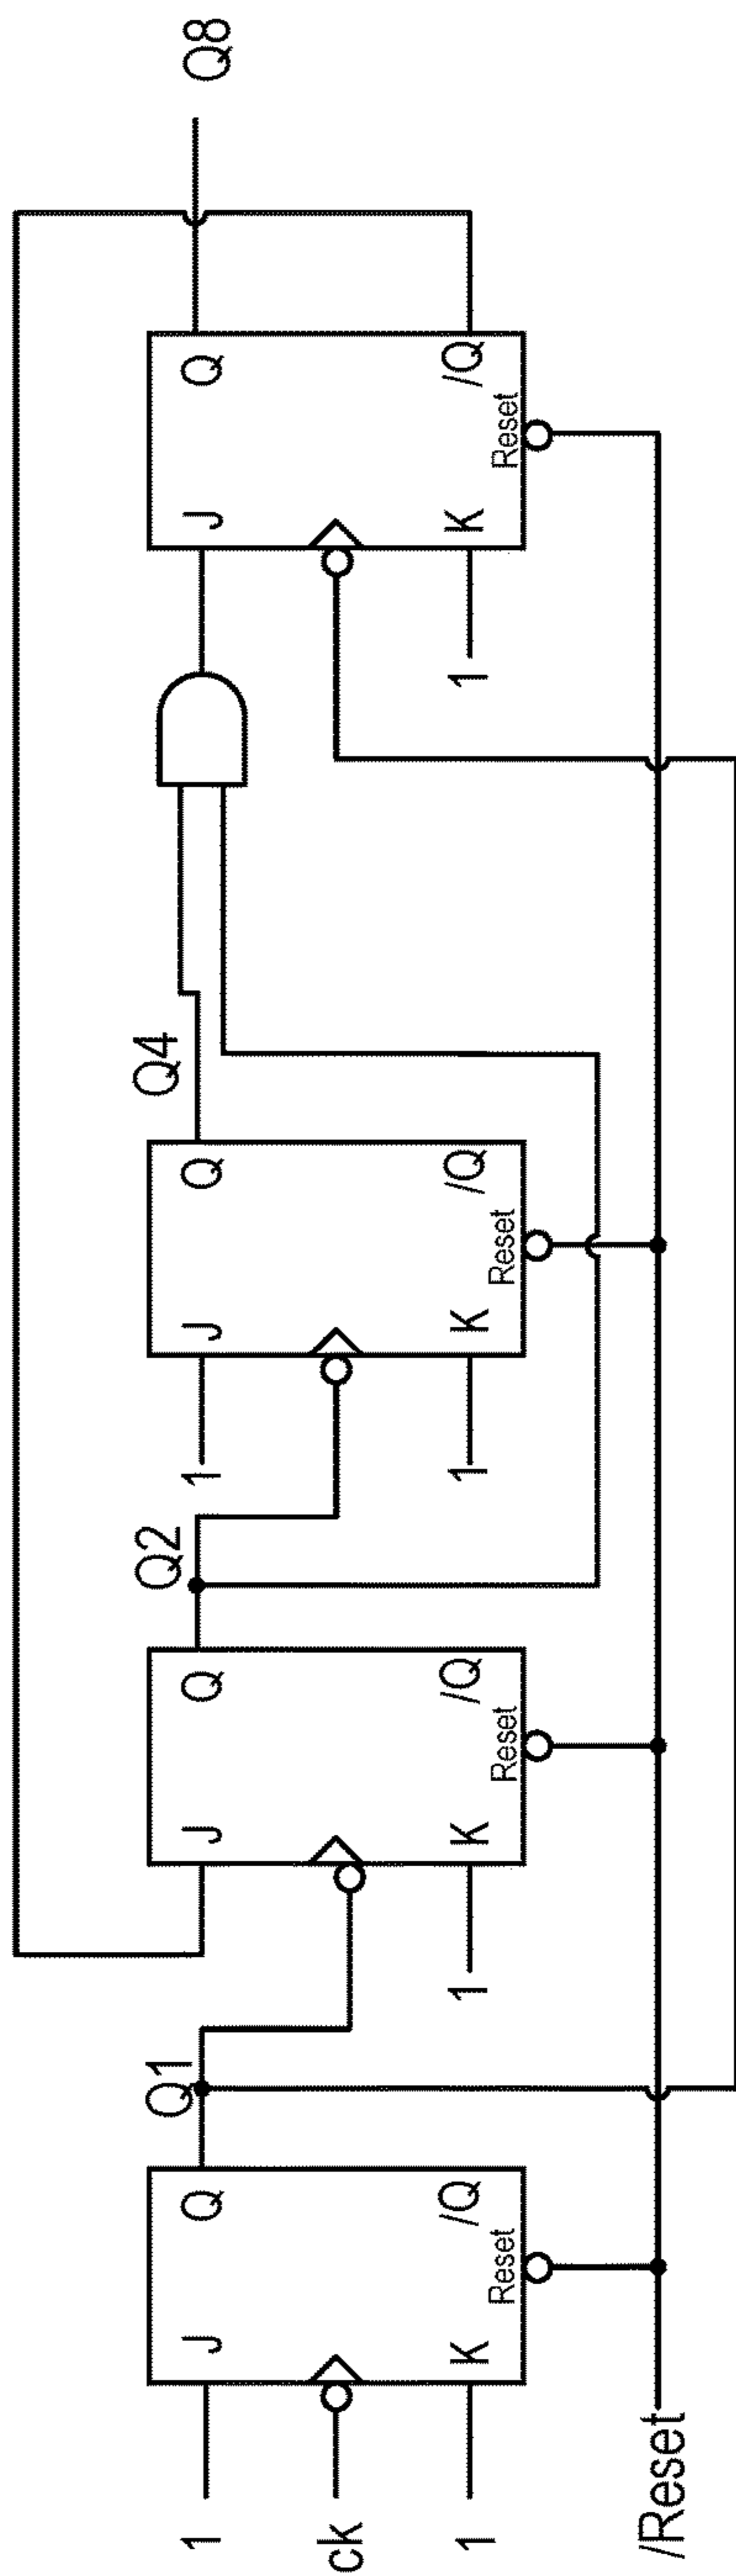 Q1
Q2
Q4
Q8
J
Q
J
Q
J
Q
J
Q
1
1
ck
K
/Q
K
/Q
K
/Q
K
/Q
1
1
1
1
Reset
Reset
Reset
Reset
/Reset